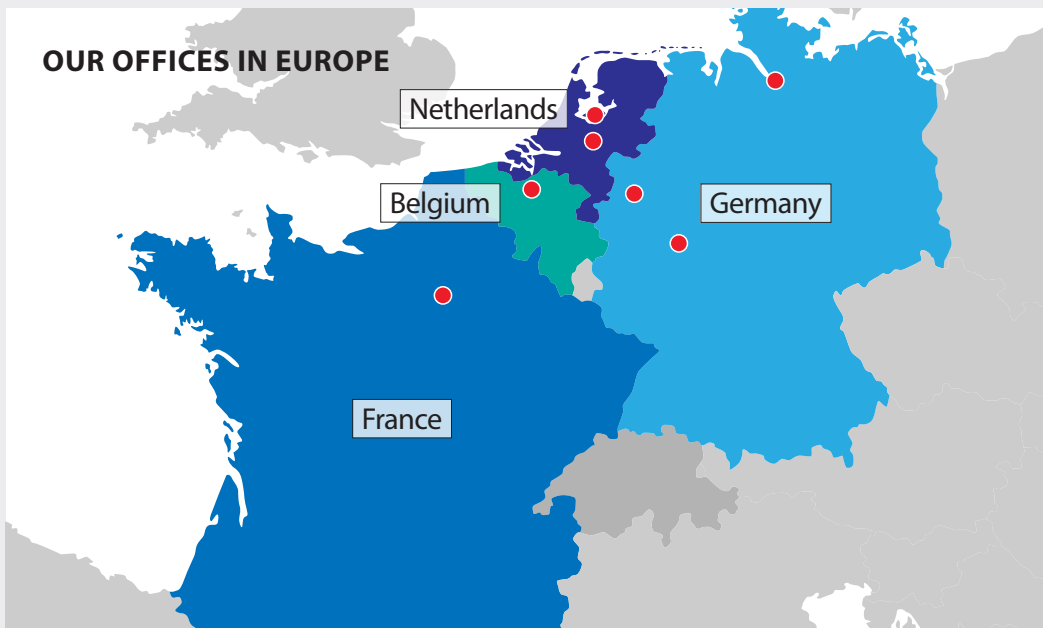 OUR OFFICES IN EUROPE
Netherlands
Belgium
Germany
France